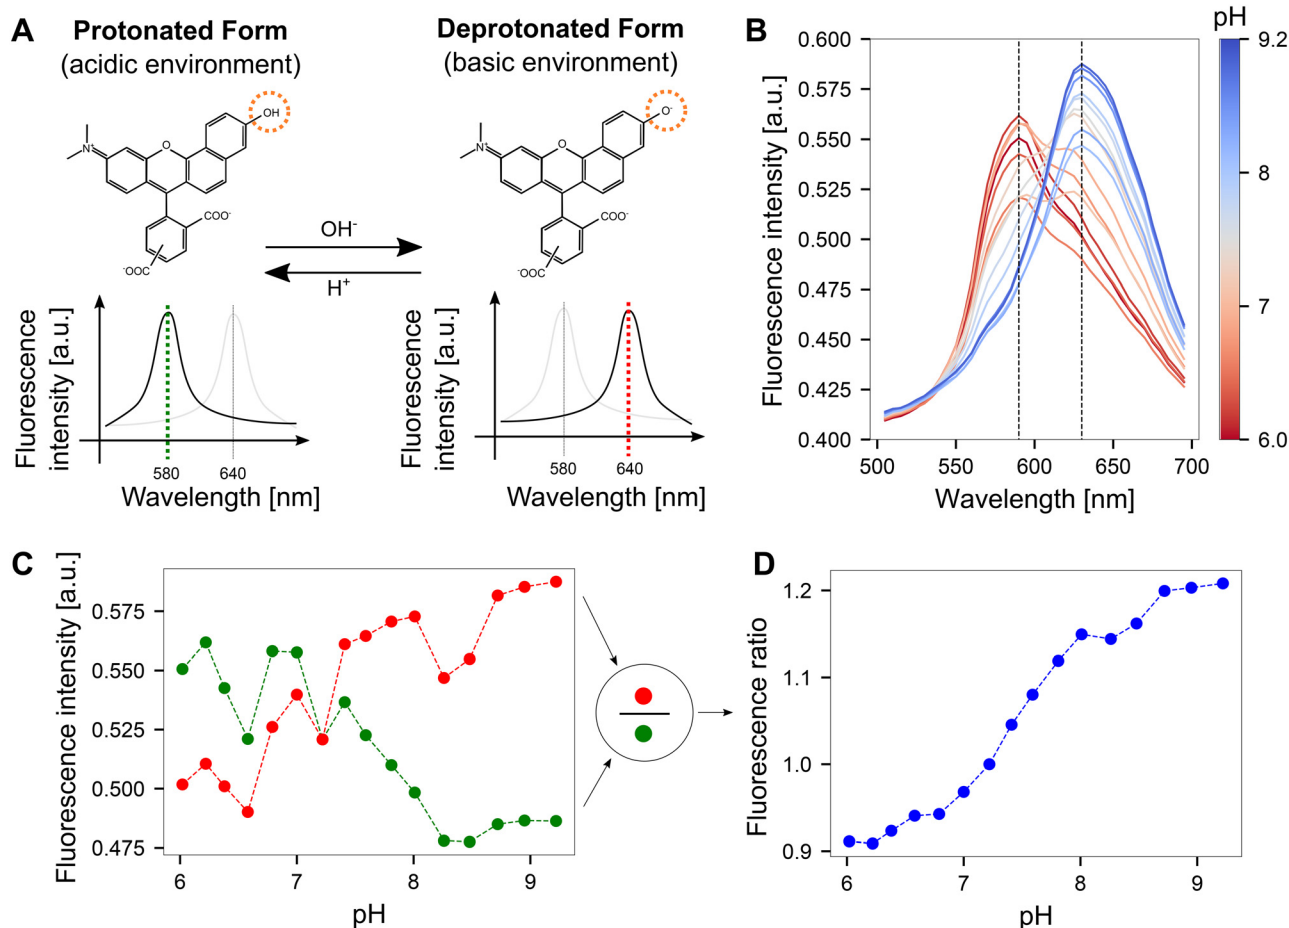 A
Protonated Form
(acidic environment)
OH
O
N+
COO-
-OOC
Fluorescence
intensity [a.u.]
580
640
Wavelength [nm]
OH-
H+
Deprotonated Form
(basic environment)
O-
O
N+
COO-
-OOC
Fluorescence
intensity [a.u.]
580
640
Wavelength [nm]
B
Fluorescence intensity [a.u.]
0.600
0.575
0.550
0.525
0.500
0.475
0.450
0.425
0.400
500
550
600
650
700
Wavelength [nm]
pH
9.2
8
7
6.0
C
Fluorescence intensity [a.u.]
0.575
0.550
0.525
0.500
0.475
6
7
8
9
pH
D
Fluorescence ratio
1.2
1.1
1.0
0.9
6
7
8
9
pH